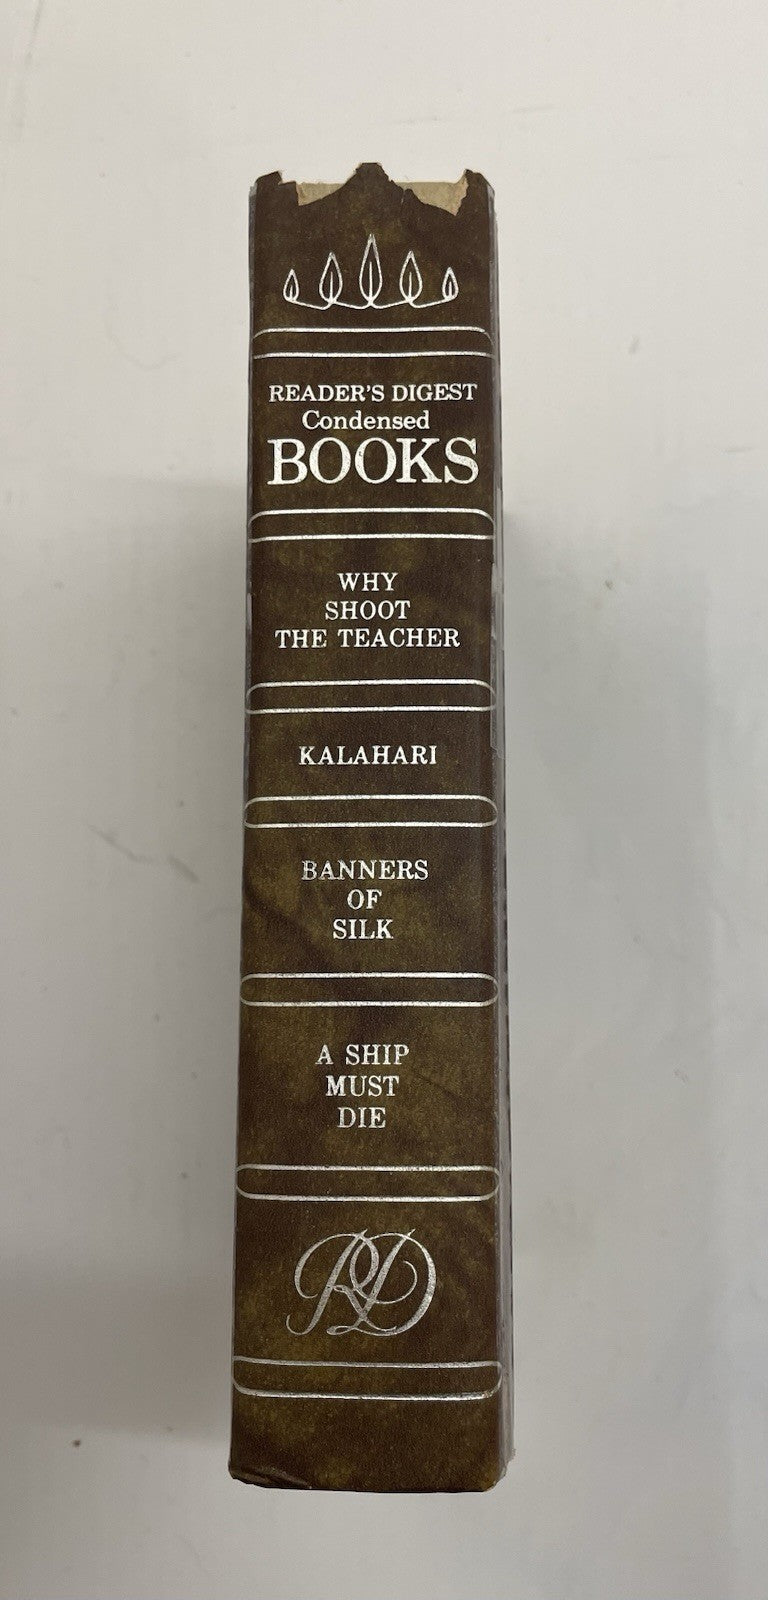 READER'S DIGEST
Condensed
BOOKS
WHY
SHOOT
THE TEACHER
KALAHARI
BANNERS
OF
SILK
A SHIP
MUST
DIE
RD